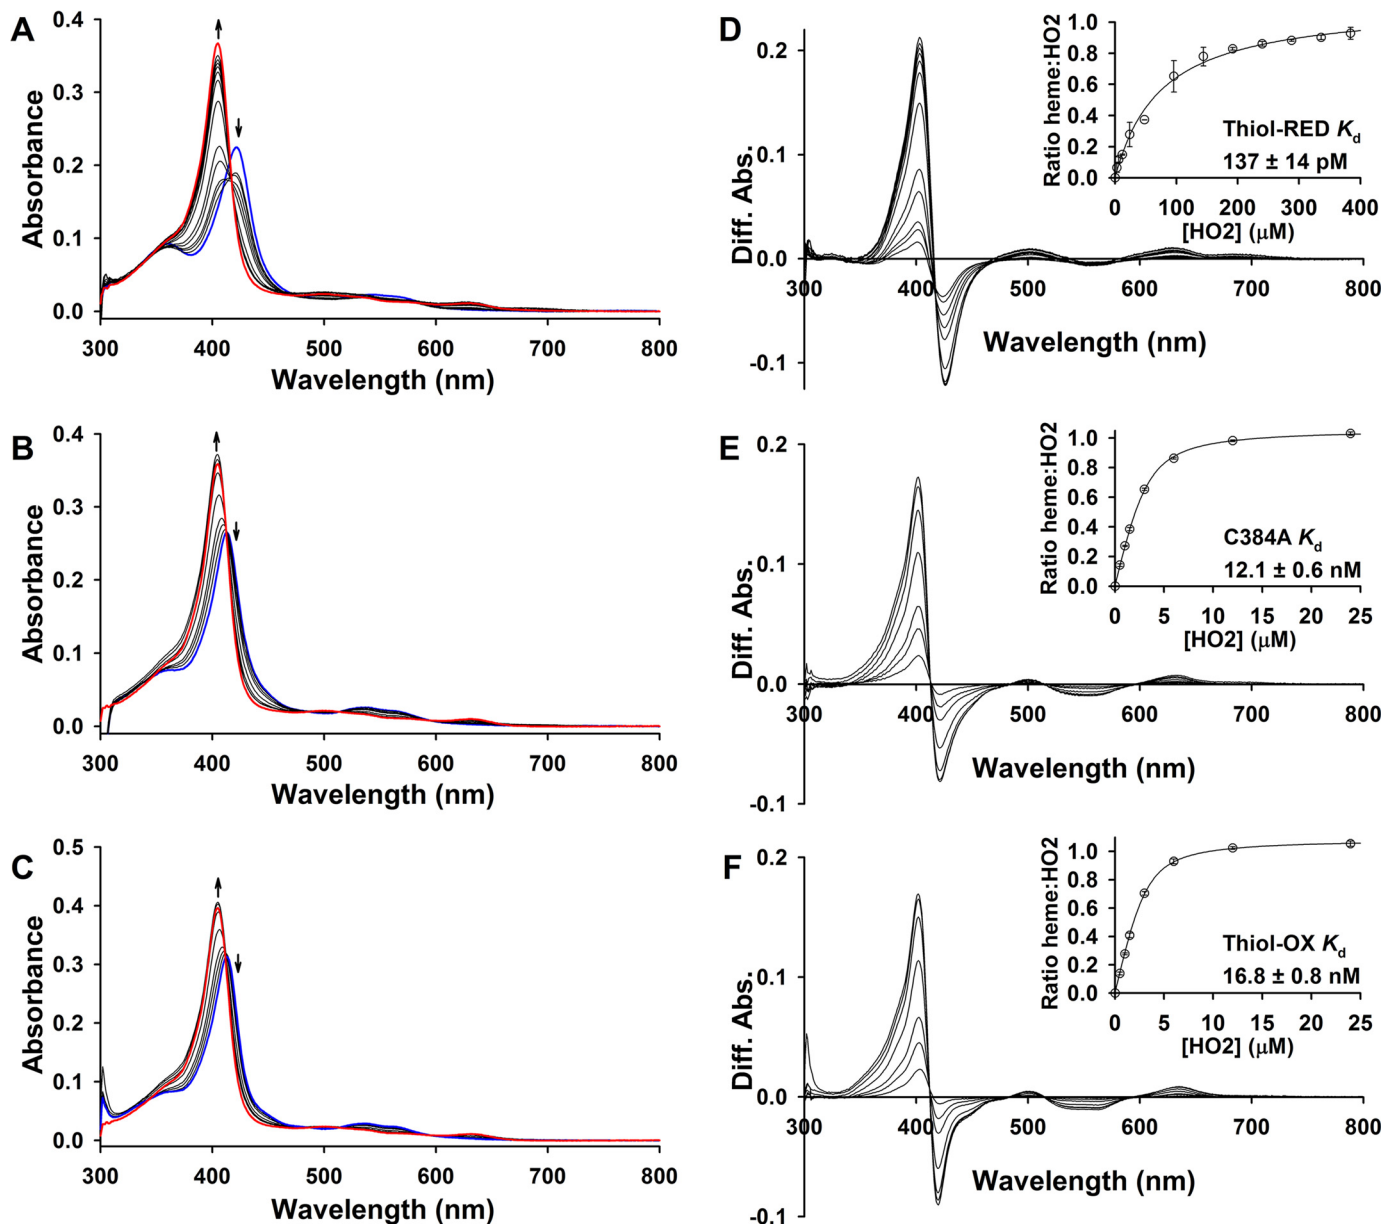 A
0.4
0.3
0.2
0.1
0.0
Absorbance
300 400 500 600 700 800
Wavelength (nm)
D
0.2
0.1
0.0
-0.1
Diff. Abs.
300 400 500 600 700 800
Wavelength (nm)
1.0
0.8
0.6
0.4
0.2
0.0
Ratio heme:HO2
Thiol-RED Kd
137 ± 14 pM
0 100 200 300 400
[HO2] (μM)
B
0.4
0.3
0.2
0.1
0.0
Absorbance
300 400 500 600 700 800
Wavelength (nm)
E
0.2
0.1
0.0
-0.1
Diff. Abs.
300 400 500 600 700 800
Wavelength (nm)
1.0
0.8
0.6
0.4
0.2
0.0
Ratio heme:HO2
C384A Kd
12.1 ± 0.6 nM
0 5 10 15 20 25
[HO2] (μM)
C
0.5
0.4
0.3
0.2
0.1
0.0
Absorbance
300 400 500 600 700 800
Wavelength (nm)
F
0.2
0.1
0.0
-0.1
Diff. Abs.
300 400 500 600 700 800
Wavelength (nm)
1.0
0.8
0.6
0.4
0.2
0.0
Ratio heme:HO2
Thiol-OX Kd
16.8 ± 0.8 nM
0 5 10 15 20 25
[HO2] (μM)